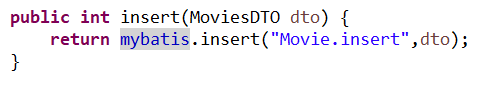 public int insert(MoviesDTO dto) {
    return mybatis.insert("Movie.insert",dto);
}